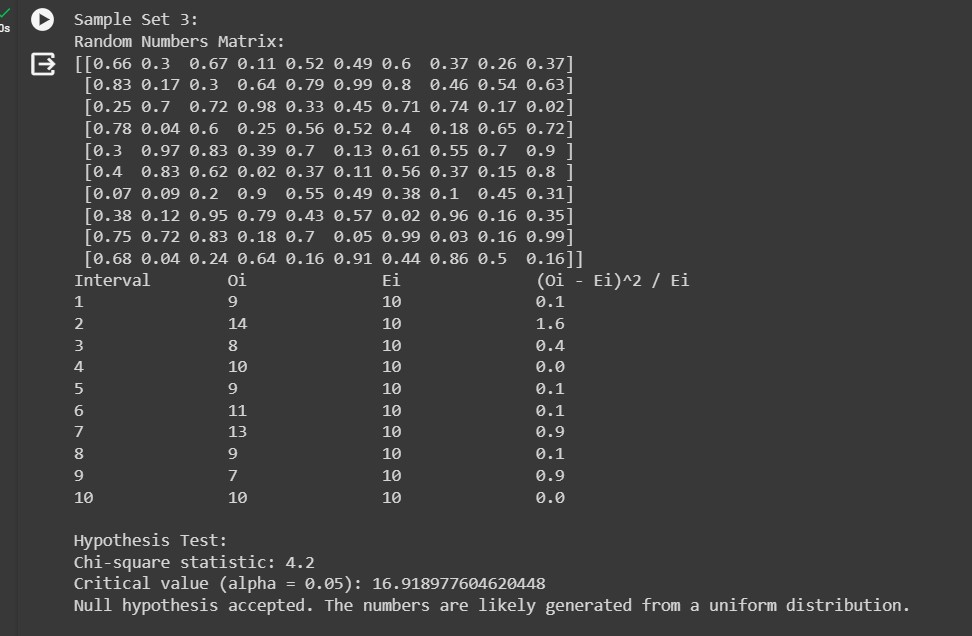 0s
Sample Set 3:
Random Numbers Matrix:
[[0.66 0.3  0.67 0.11 0.52 0.49 0.6  0.37 0.26 0.37]
 [0.83 0.17 0.3  0.64 0.79 0.99 0.8  0.46 0.54 0.63]
 [0.25 0.7  0.72 0.98 0.33 0.45 0.71 0.74 0.17 0.02]
 [0.78 0.04 0.6  0.25 0.56 0.52 0.4  0.18 0.65 0.72]
 [0.3  0.97 0.83 0.39 0.7  0.13 0.61 0.55 0.7  0.9 ]
 [0.4  0.83 0.62 0.02 0.37 0.11 0.56 0.37 0.15 0.8 ]
 [0.07 0.09 0.2  0.9  0.55 0.49 0.38 0.1  0.45 0.31]
 [0.38 0.12 0.95 0.79 0.43 0.57 0.02 0.96 0.16 0.35]
 [0.75 0.72 0.83 0.18 0.7  0.05 0.99 0.03 0.16 0.99]
 [0.68 0.04 0.24 0.64 0.16 0.91 0.44 0.86 0.5  0.16]]
Interval Oi Ei (Oi - Ei)^2 / Ei
1 9 10 0.1
2 14 10 1.6
3 8 10 0.4
4 10 10 0.0
5 9 10 0.1
6 11 10 0.1
7 13 10 0.9
8 9 10 0.1
9 7 10 0.9
10 10 10 0.0
Hypothesis Test:
Chi-square statistic: 4.2
Critical value (alpha = 0.05): 16.918977604620448
Null hypothesis accepted. The numbers are likely generated from a uniform distribution.